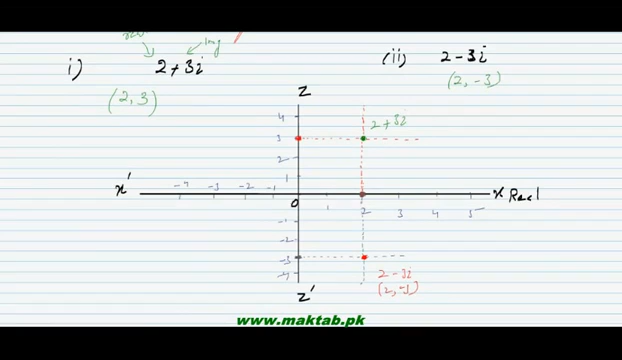 real img
i) 2 + 3i (ii) 2 - 3i
(2, 3) (2, -3)
Z
4
2 + 3i
3
2
1
x' -4 -3 -2 -1 0 1 2 3 4 5 x Real
-1
-2
-3
-4
2 - 3i
(2, -3)
Z'
www.maktab.pk